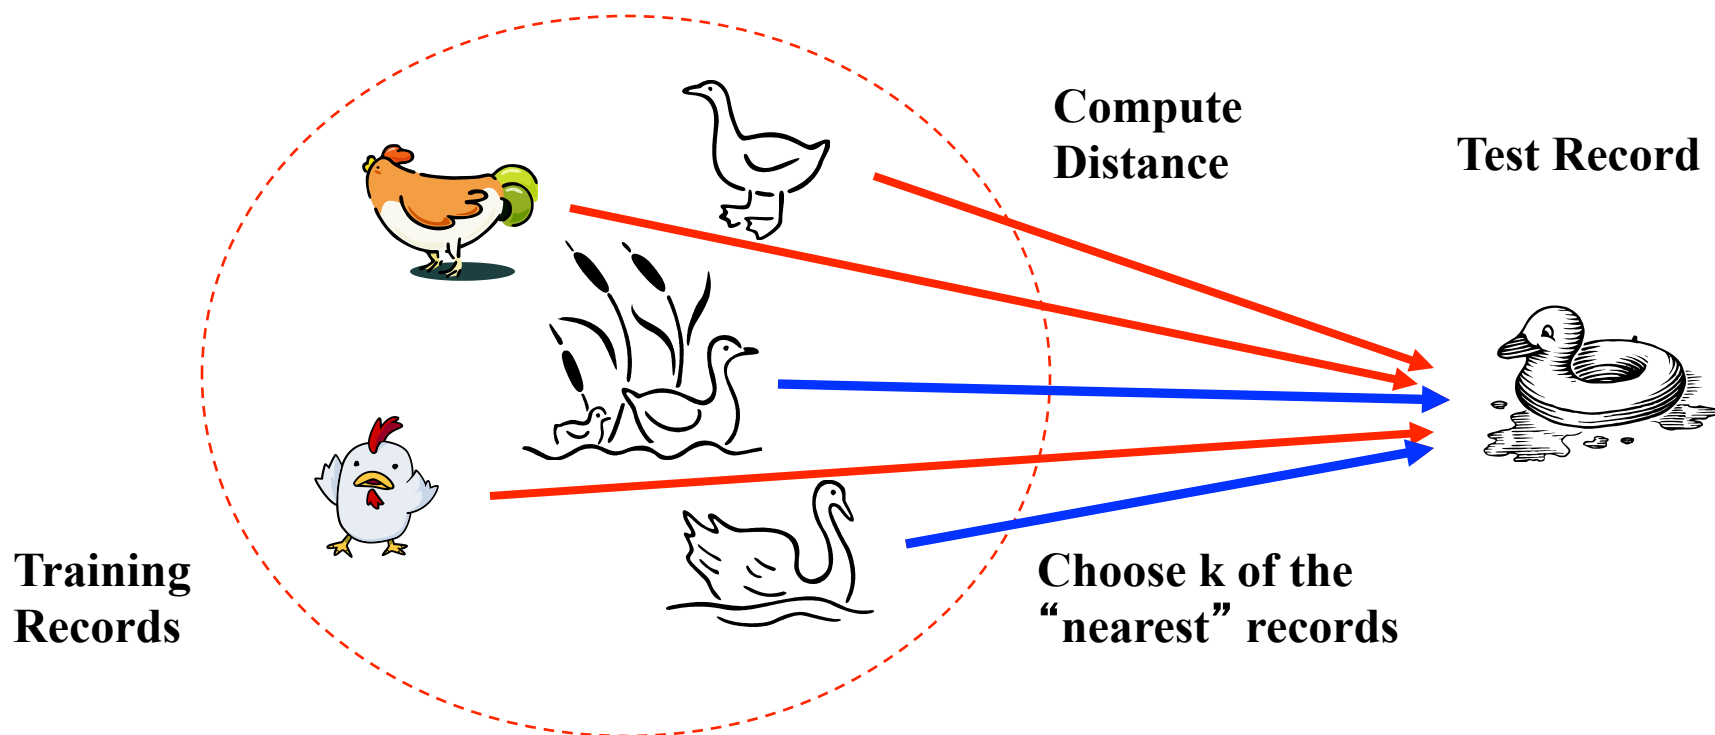 Compute
Distance
Test Record
Training
Records
Choose k of the
“nearest” records